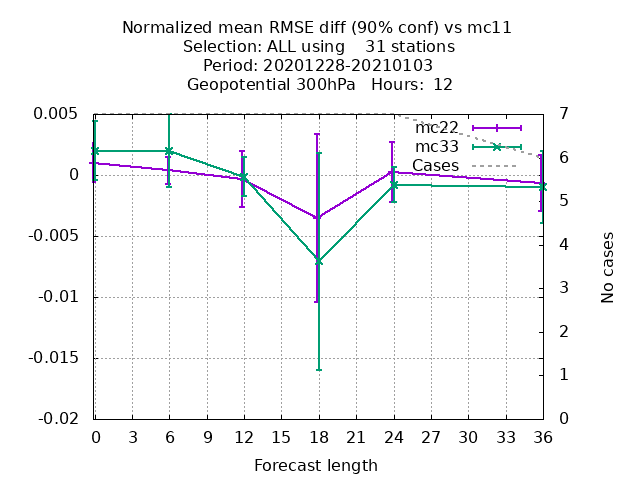 Normalized mean RMSE diff (90% conf) vs mc11
Selection: ALL using    31 stations
Period: 20201228-20210103
Geopotential 300hPa   Hours:  12
mc22
mc33
Cases
0.005
0
-0.005
-0.01
-0.015
-0.02
7
6
5
4
3
2
1
0
No cases
0 3 6 9 12 15 18 21 24 27 30 33 36
Forecast length